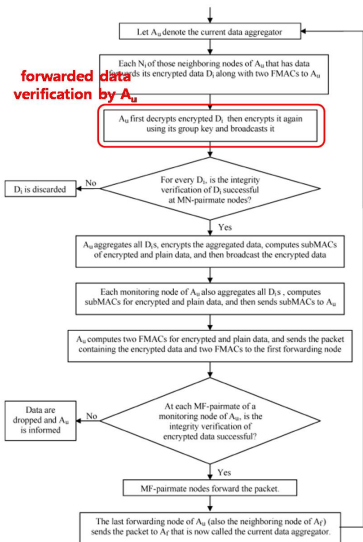 Let Au denote the current data aggregator
Each Ni of those neighboring nodes of Au that has data
forwards its encrypted data Di along with two FMACs to Au
forwarded data
verification by Au
Au first decrypts encrypted Di then encrypts it again
using its group key and broadcasts it
For every Di, is the integrity
verification of Di successful
at MN-pairmate nodes?
No
Di is discarded
Yes
Au aggregates all Dis, encrypts the aggregated data, computes subMACs
of encrypted and plain data, and then broadcast the encrypted data
Each monitoring node of Au also aggregates all Dis , computes
subMACs for encrypted and plain data, and then sends subMACs to Au
Au computes two FMACs for encrypted and plain data, and sends the packet
containing the encrypted data and two FMACs to the first forwarding node
At each MF-pairmate of a
monitoring node of Au, is the
integrity verification of
encrypted data successful?
No
Data are
dropped and Au
is informed
Yes
MF-pairmate nodes forward the packet.
The last forwarding node of Au (also the neighboring node of Af)
sends the packet to Af that is now called the current data aggregator.